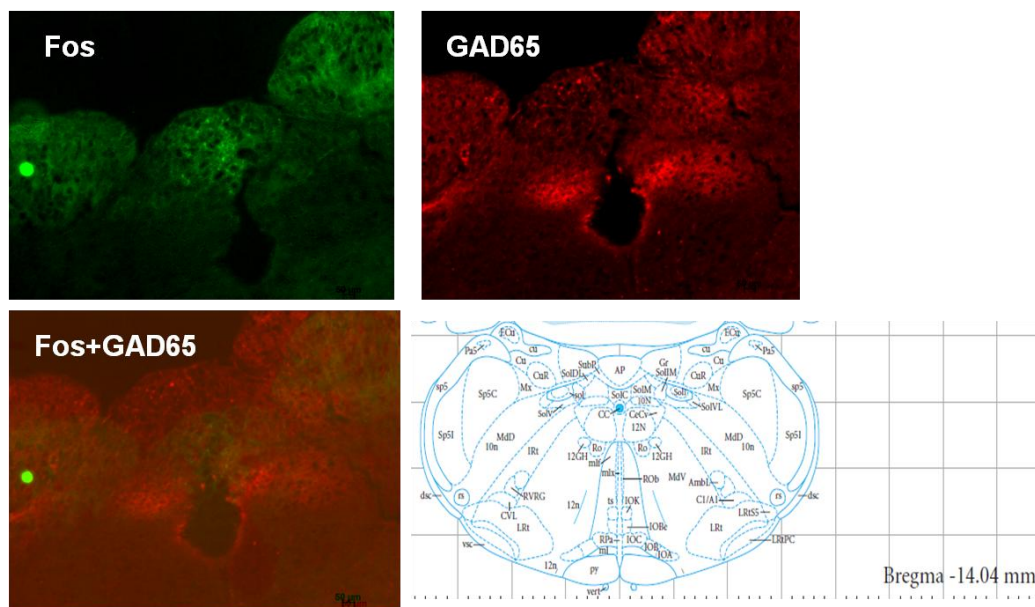 Fos
GAD65
Fos+GAD65
ECu
ECu
Pa5
cu
cu
Pa5
Cu
SubP
AP
Gr
Cu
SolDL
SolIM
CuR
CuR
sp5
Mx
sol
SolC
SolM
Mx
sp5
Sp5C
10N
Sp5C
SolV
SolVL
CC
CeCv
12N
Sp5I
MdD
MdD
Sp5I
10n
IRt
Ro
Ro
IRt
10n
12GH
12GH
mlf
mlx
ROb
MdV
AmbL
dsc
rs
RVRG
ts
IOK
C1/A1
rs
dsc
CVL
12n
LRtS5
LRt
IOBe
LRt
vsc
RPa
IOC
IOB
LRtPC
ml
IOA
12n
py
vert
Bregma -14.04 mm